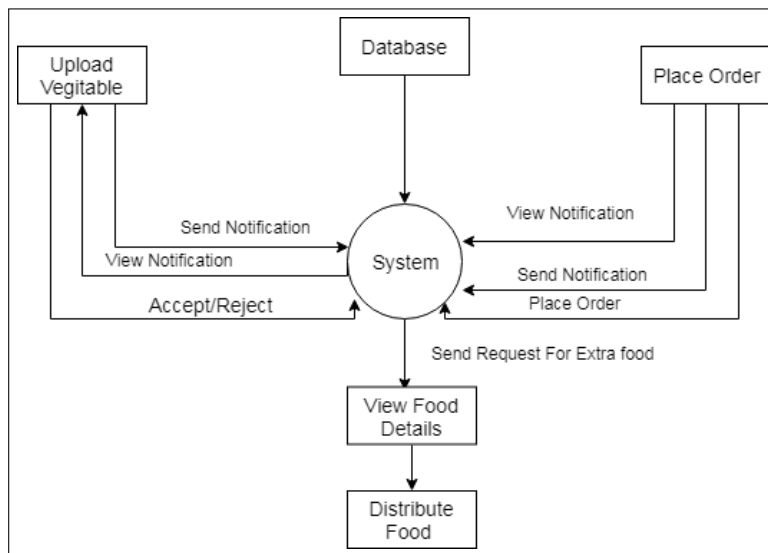 Upload
Vegitable
Database
Place Order
Send Notification
View Notification
Accept/Reject
System
View Notification
Send Notification
Place Order
Send Request For Extra food
View Food
Details
Distribute
Food